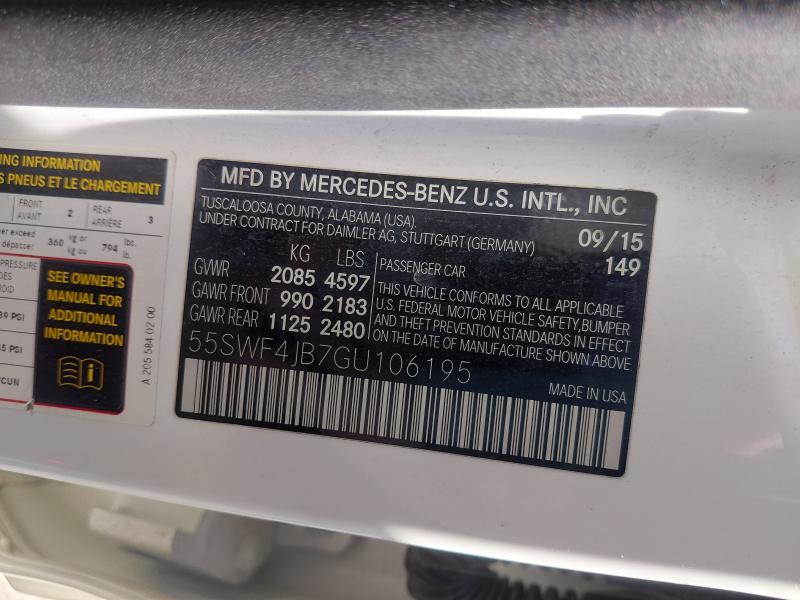 ING INFORMATION
S PNEUS ET LE CHARGEMENT
FRONT
AVANT
2
REAR
ARRIÈRE
3
exceed
dépasser
360
kg or
kg ou
794
lbs.
lb.
PRESSURE
SEE OWNER'S
MANUAL FOR
ADDITIONAL
INFORMATION
PSI
PSI
A 205 584 02 00
MFD BY MERCEDES-BENZ U.S. INTL., INC
TUSCALOOSA COUNTY, ALABAMA (USA).
UNDER CONTRACT FOR DAIMLER AG, STUTTGART (GERMANY)
09/15
149
KG LBS
GVWR 2085 4597
GAWR FRONT 990 2183
GAWR REAR 1125 2480
PASSENGER CAR
THIS VEHICLE CONFORMS TO ALL APPLICABLE
U.S. FEDERAL MOTOR VEHICLE SAFETY,BUMPER
AND THEFT PREVENTION STANDARDS IN EFFECT
ON THE DATE OF MANUFACTURE SHOWN ABOVE
55SWF4JB7GU106195
MADE IN USA